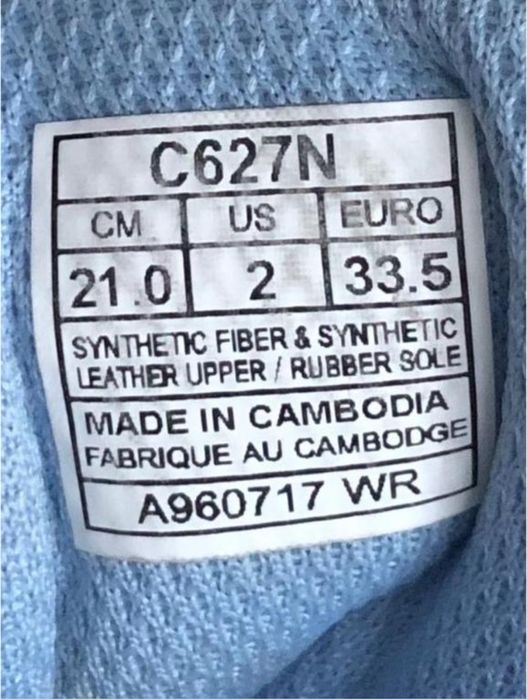 C627N
CM US EURO
21.0 2 33.5
SYNTHETIC FIBER & SYNTHETIC
LEATHER UPPER / RUBBER SOLE
MADE IN CAMBODIA
FABRIQUE AU CAMBODGE
A960717 WR